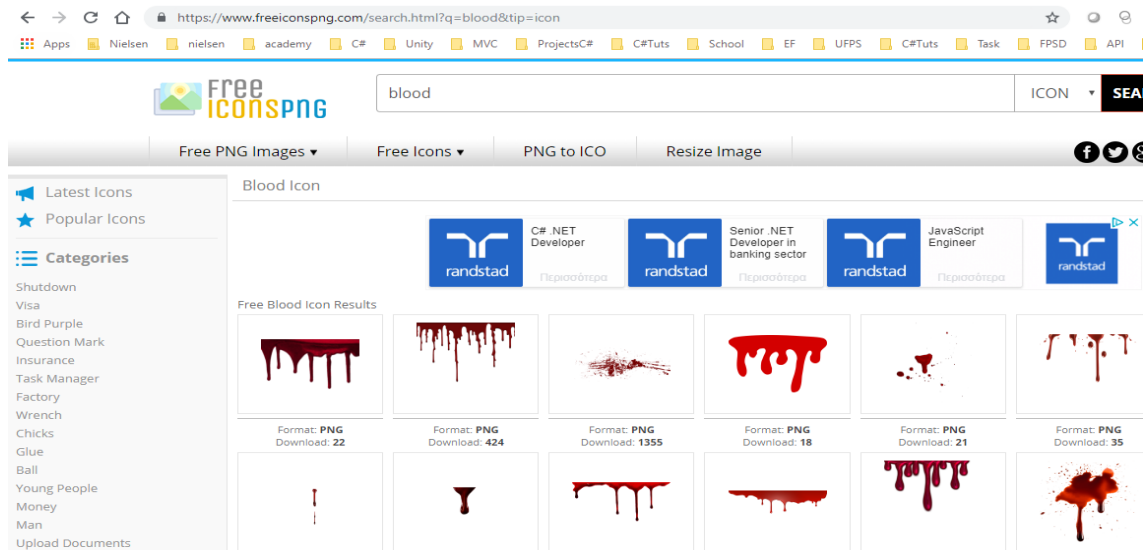 https://www.freeiconspng.com/search.html?q=blood&tip=icon
Apps Nielsen nielsen academy C# Unity MVC ProjectsC# C#Tuts School EF UFPS C#Tuts Task FPSD API
FREE
ICONSPNG
blood
ICON
SEA
Free PNG Images
Free Icons
PNG to ICO
Resize Image
Latest Icons
Popular Icons
Categories
Shutdown
Visa
Bird Purple
Question Mark
Insurance
Task Manager
Factory
Wrench
Chicks
Glue
Ball
Young People
Money
Man
Upload Documents
Blood Icon
randstad
C# .NET
Developer
Περισσότερα
randstad
Senior .NET
Developer in
banking sector
Περισσότερα
randstad
JavaScript
Engineer
Περισσότερα
randstad
Free Blood Icon Results
Format: PNG
Download: 22
Format: PNG
Download: 424
Format: PNG
Download: 1355
Format: PNG
Download: 18
Format: PNG
Download: 21
Format: PNG
Download: 35